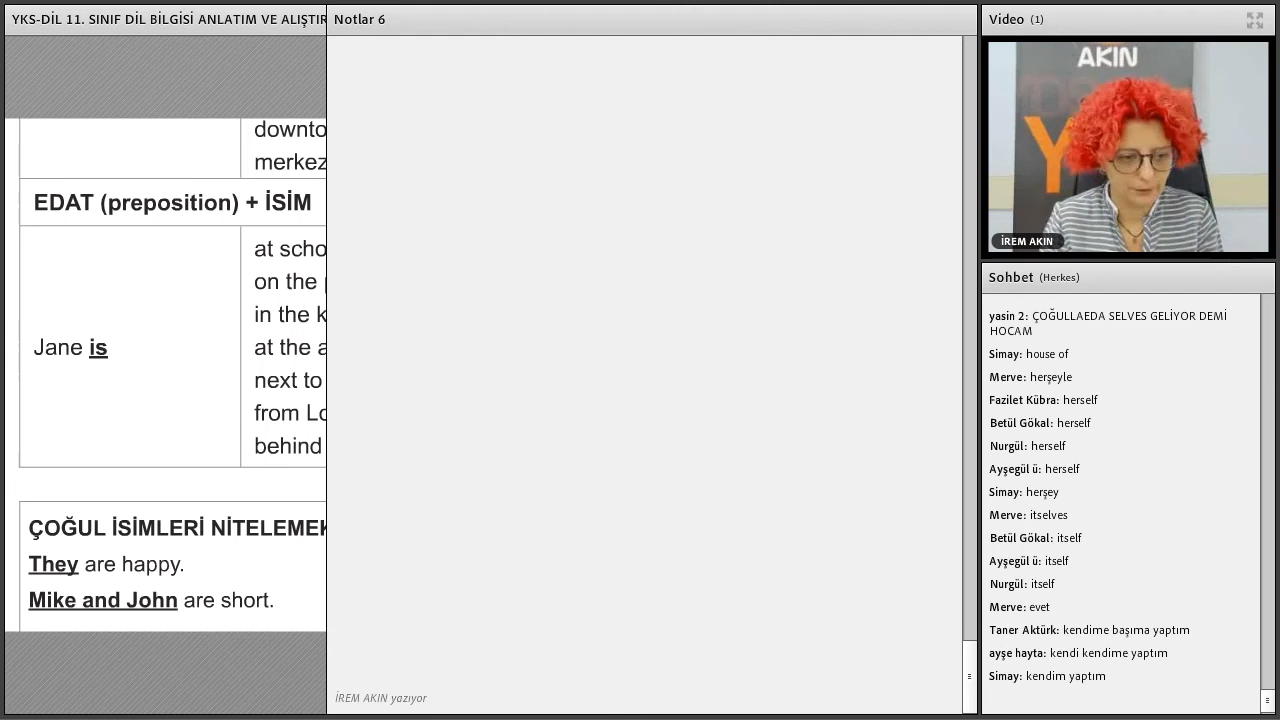 YKS-DİL 11. SINIF DİL BİLGİSİ ANLATIM VE ALIŞTIR
downto
merkez
EDAT (preposition) + İSİM
Jane is
at scho
on the
in the k
at the a
next to
from Lo
behind
ÇOĞUL İSİMLERİ NİTELEMEK
They are happy.
Mike and John are short.
Notlar 6
İREM AKIN yazıyor
Video (1)
AKIN
İREM AKIN
Sohbet (Herkes)
yasin 2: ÇOĞULLAEDA SELVES GELİYOR DEMİ
HOCAM
Simay: house of
Merve: herşeyle
Fazilet Kübra: herself
Betül Gökal: herself
Nurgül: herself
Ayşegül ü: herself
Simay: herşey
Merve: itselves
Betül Gökal: itself
Ayşegül ü: itself
Nurgül: itself
Merve: evet
Taner Aktürk: kendime başıma yaptım
ayşe hayta: kendi kendime yaptım
Simay: kendim yaptım